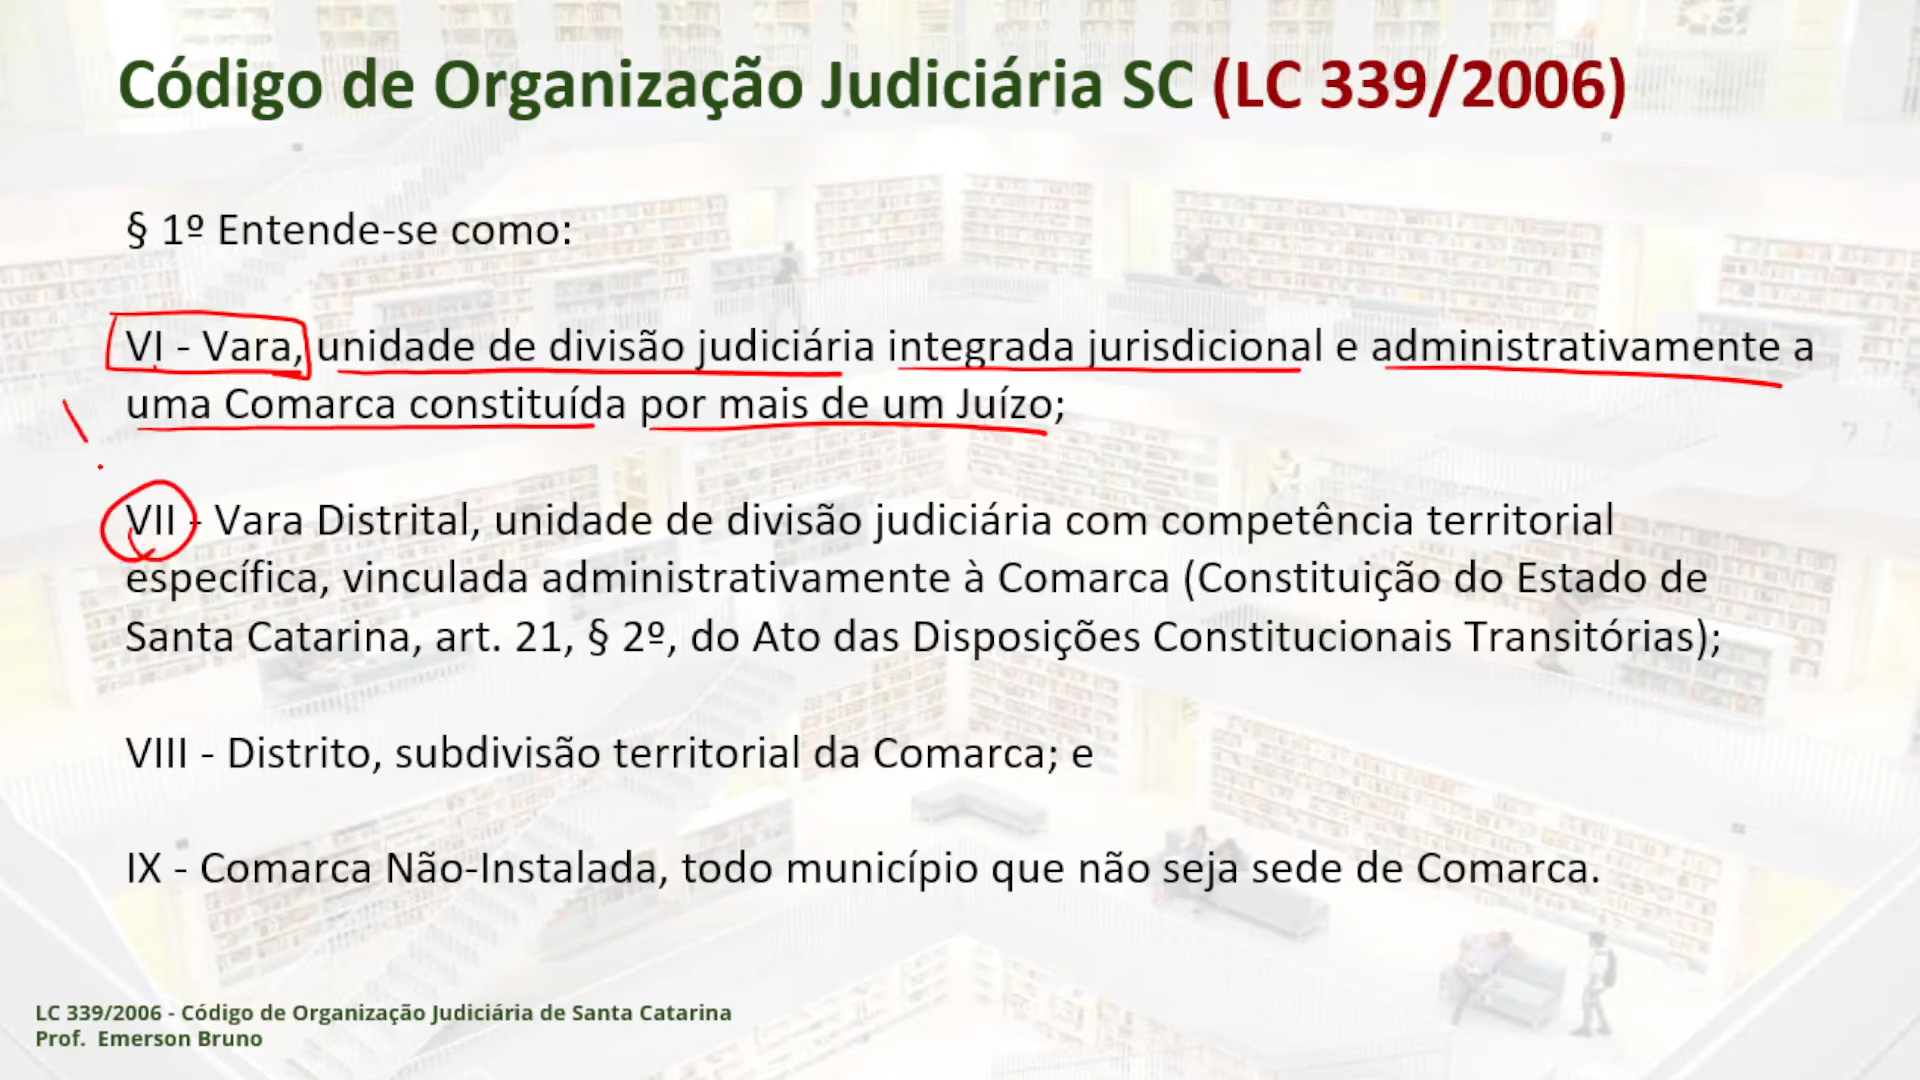 Código de Organização Judiciária SC (LC 339/2006)
§ 1º Entende-se como:
VI - Vara, unidade de divisão judiciária integrada jurisdicional e administrativamente a
uma Comarca constituída por mais de um Juízo;
VII - Vara Distrital, unidade de divisão judiciária com competência territorial
específica, vinculada administrativamente à Comarca (Constituição do Estado de
Santa Catarina, art. 21, § 2º, do Ato das Disposições Constitucionais Transitórias);
VIII - Distrito, subdivisão territorial da Comarca; e
IX - Comarca Não-Instalada, todo município que não seja sede de Comarca.
LC 339/2006 - Código de Organização Judiciária de Santa Catarina
Prof. Emerson Bruno